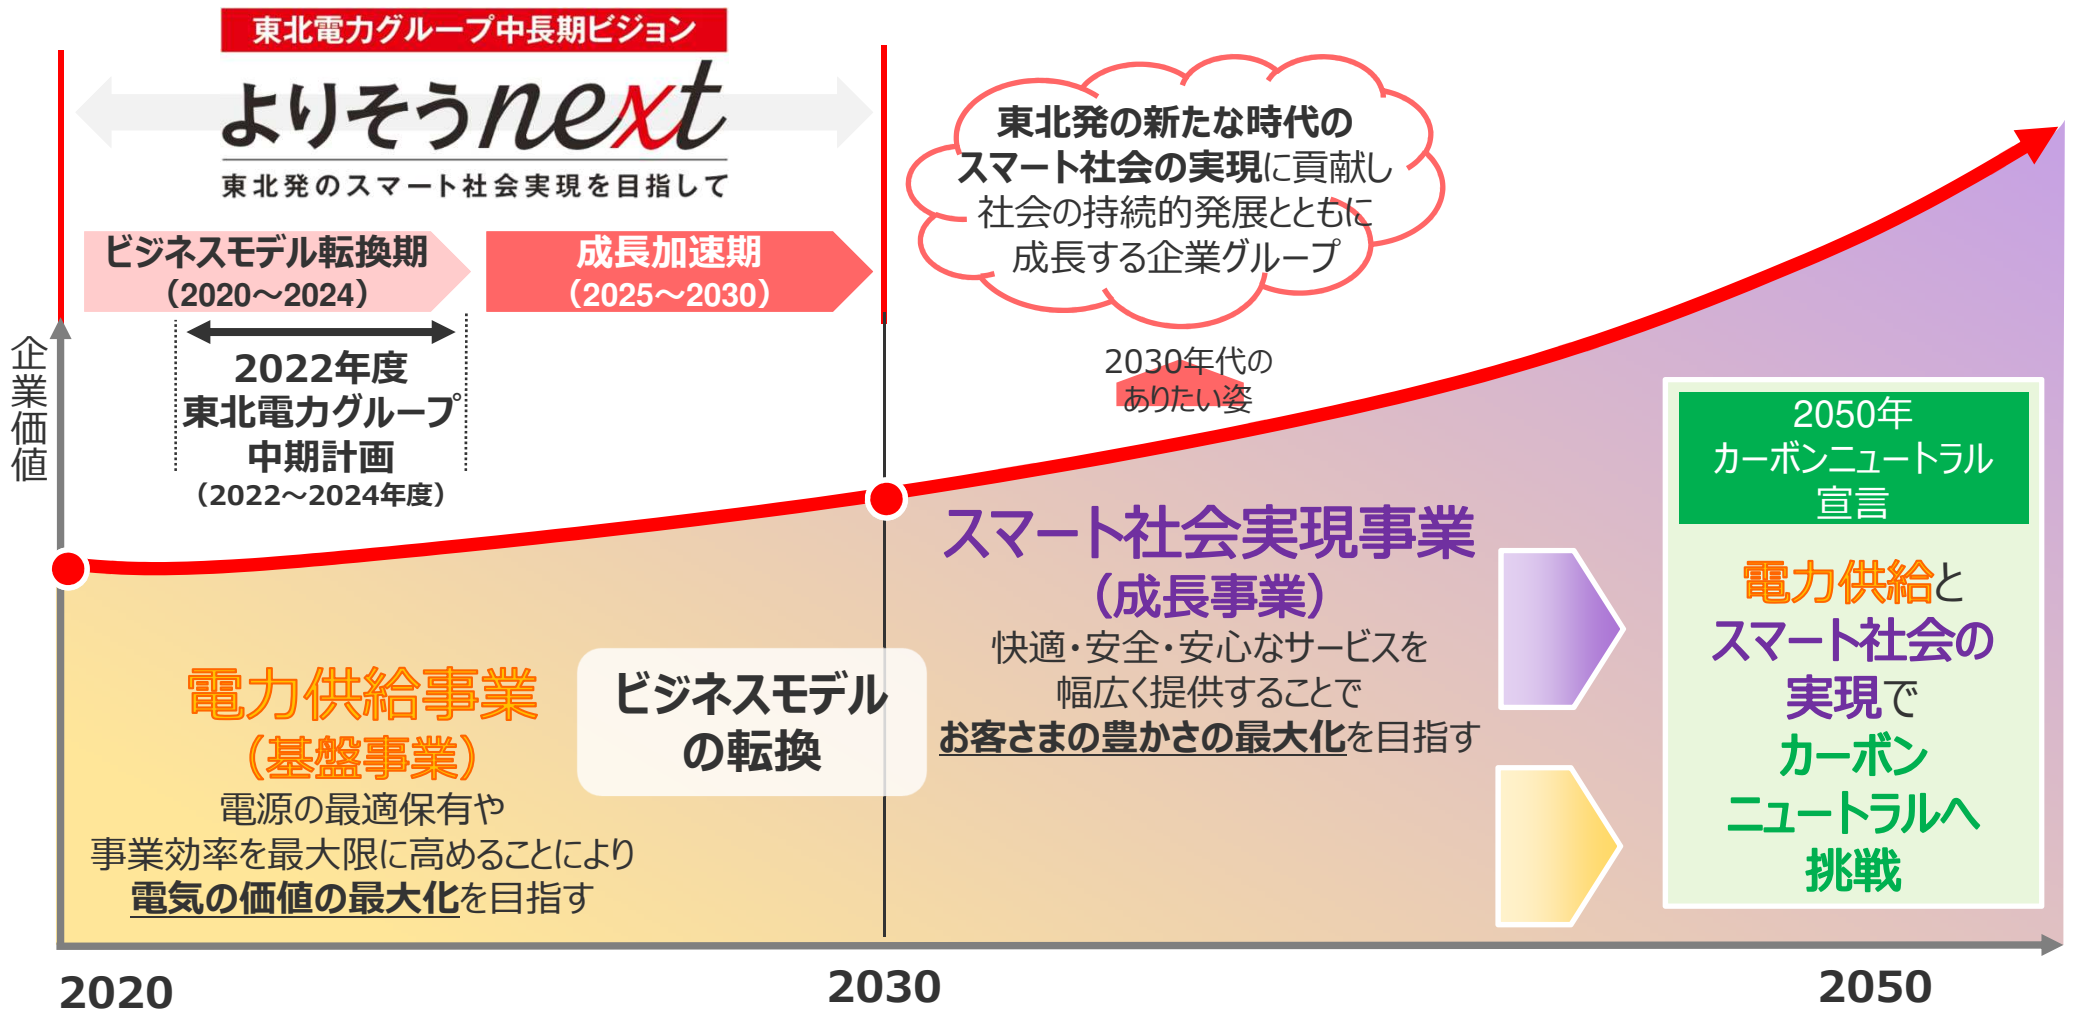 東北電力グループ中長期ビジョン
よりそうnext
東北発のスマート社会実現を目指して
ビジネスモデル転換期
（2020～2024）
成長加速期
（2025～2030）
2022年度
東北電力グループ
中期計画
（2022～2024年度）
企業価値
東北発の新たな時代の
スマート社会の実現に貢献し
社会の持続的発展とともに
成長する企業グループ
2030年代の
ありたい姿
2050年
カーボンニュートラル
宣言
電力供給と
スマート社会の
実現で
カーボン
ニュートラルへ
挑戦
スマート社会実現事業
（成長事業）
快適・安全・安心なサービスを
幅広く提供することで
お客さまの豊かさの最大化を目指す
ビジネスモデル
の転換
電力供給事業
（基盤事業）
電源の最適保有や
事業効率を最大限に高めることにより
電気の価値の最大化を目指す
2020
2030
2050